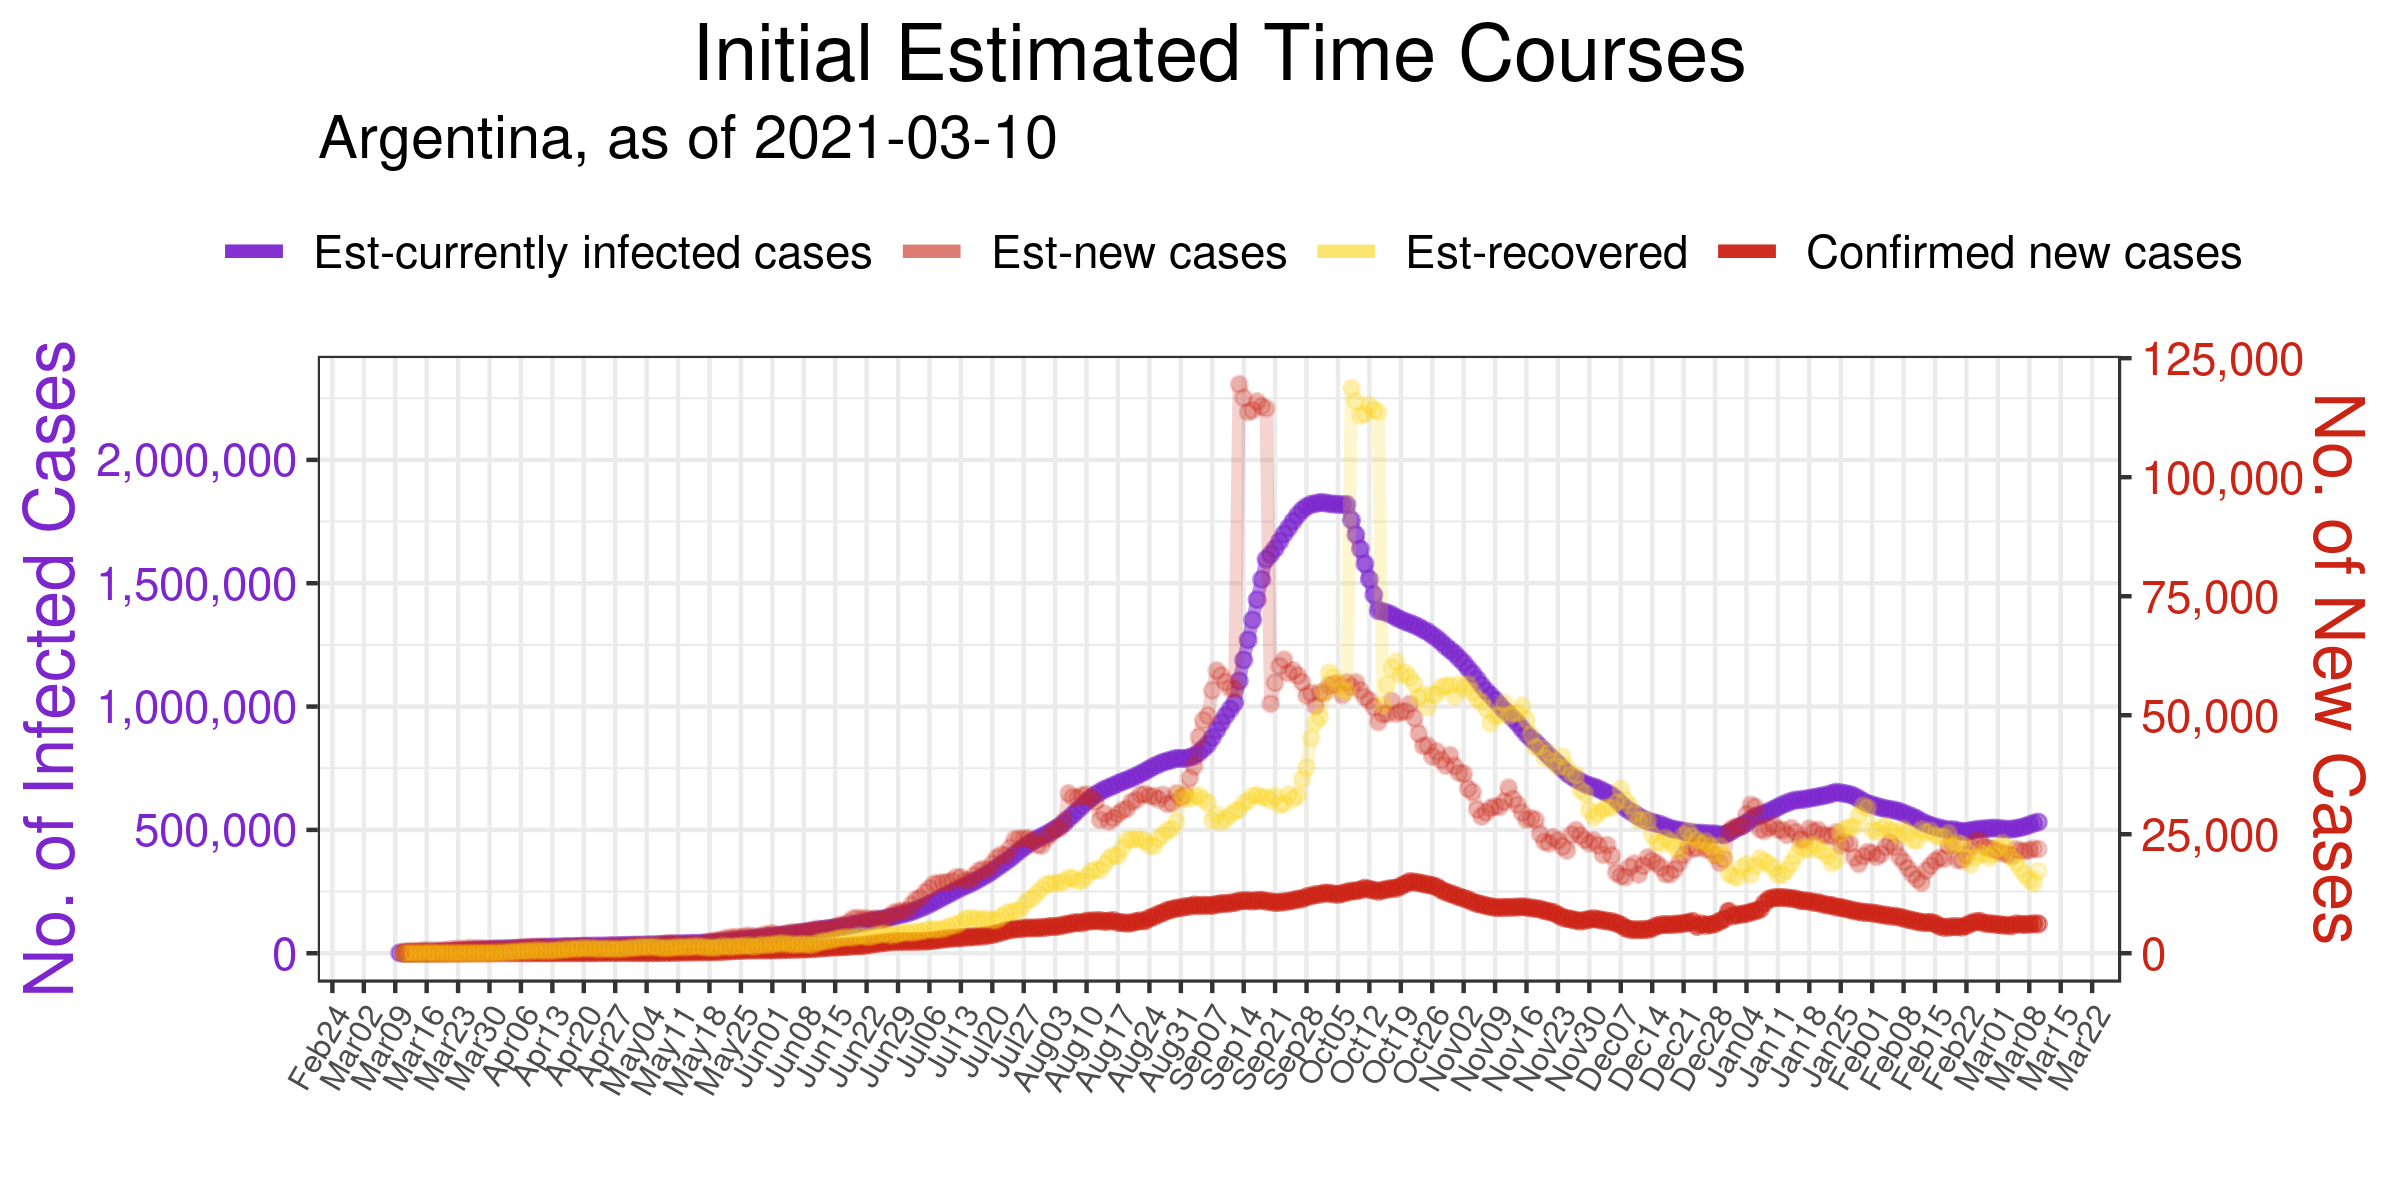 Initial Estimated Time Courses
Argentina, as of 2021-03-10
Est-currently infected cases Est-new cases Est-recovered Confirmed new cases
No. of Infected Cases
2,000,000
1,500,000
1,000,000
500,000
0
125,000
100,000
75,000
50,000
25,000
0
No. of New Cases
Feb24 Mar02 Mar09 Mar16 Mar23 Mar30 Apr06 Apr13 Apr20 Apr27 May04 May11 May18 May25 Jun01 Jun08 Jun15 Jun22 Jun29 Jul06 Jul13 Jul20 Jul27 Aug03 Aug10 Aug17 Aug24 Aug31 Sep07 Sep14 Sep21 Sep28 Oct05 Oct12 Oct19 Oct26 Nov02 Nov09 Nov16 Nov23 Nov30 Dec07 Dec14 Dec21 Dec28 Jan04 Jan11 Jan18 Jan25 Feb01 Feb08 Feb15 Feb22 Mar01 Mar08 Mar15 Mar22